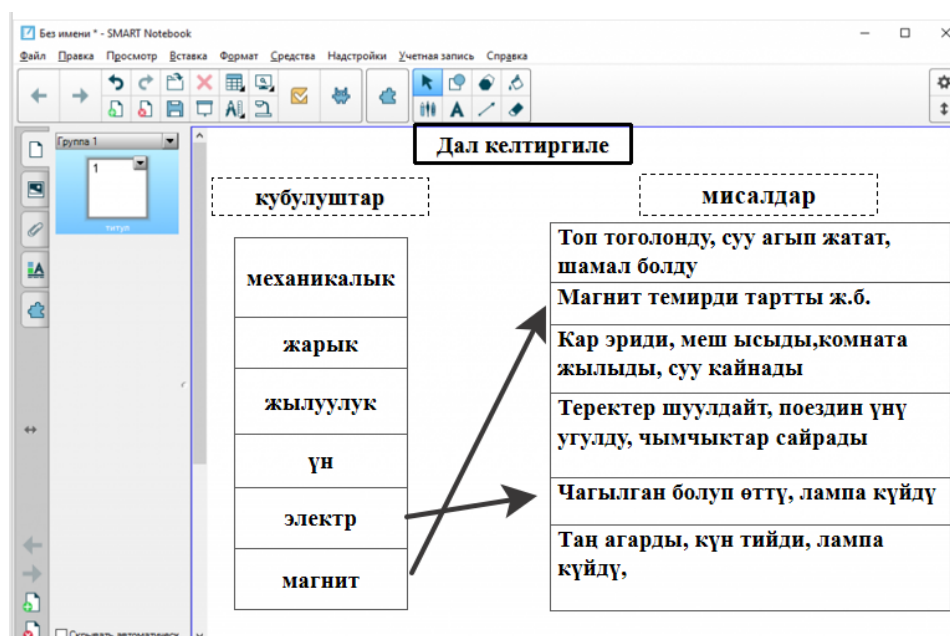 Без имени * - SMART Notebook
Файл Правка Просмотр Вставка Формат Средства Надстройки Учетная запись Справка
Группа 1
1
титул
Дал келтиргиле
кубулуштар
мисалдар
механикалык
жарык
жылуулук
үн
электр
магнит
Топ тоголонду, суу агып жатат,
шамал болду
Магнит темирди тартты ж.б.
Кар эриди, меш ысыды,комната
жылыды, суу кайнады
Теректер шуулдайт, поездин үнү
угулду, чымчыктар сайрады
Чагылган болуп өттү, лампа күйдү
Таң агарды, күн тийди, лампа
күйдү,